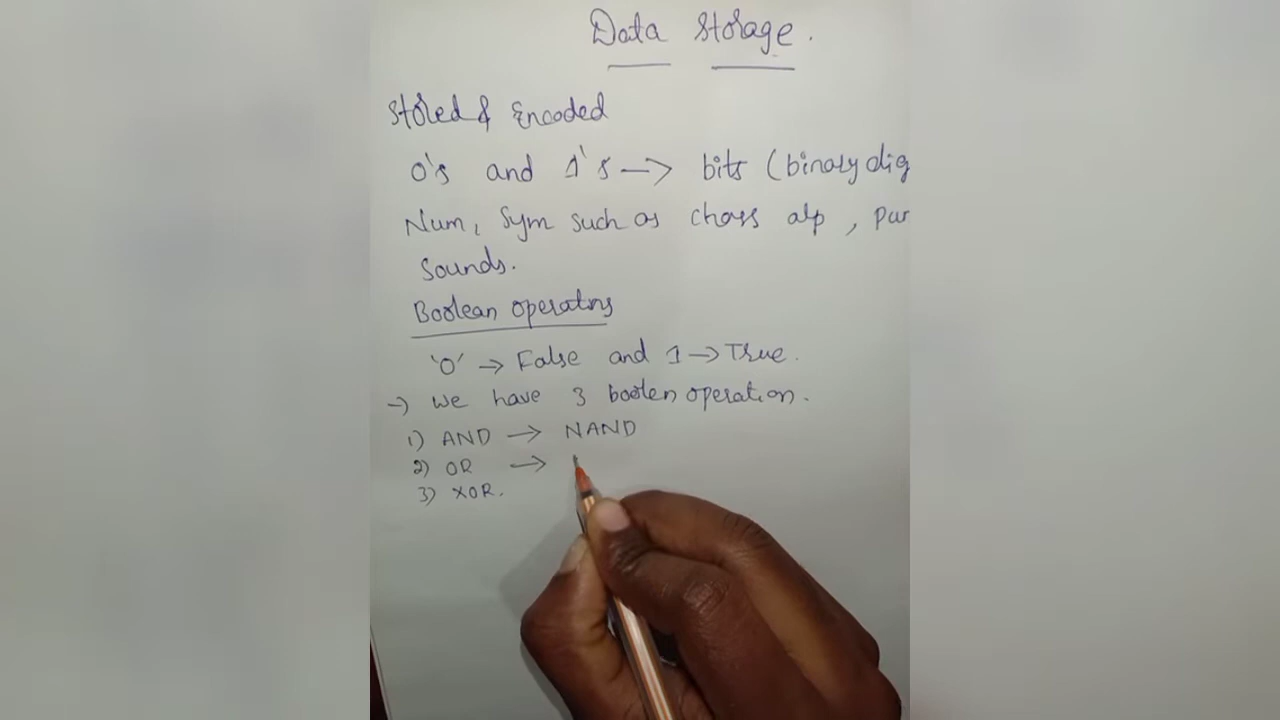 Data Storage.
Stored & Encoded
0's and 1's → bits (binary dig
Num, Sym such as chars alp, pur
Sounds.
Boolean operations
'0' → False and 1 → True.
→ We have 3 boolen operation.
1) AND → NAND
2) OR →
3) XOR.